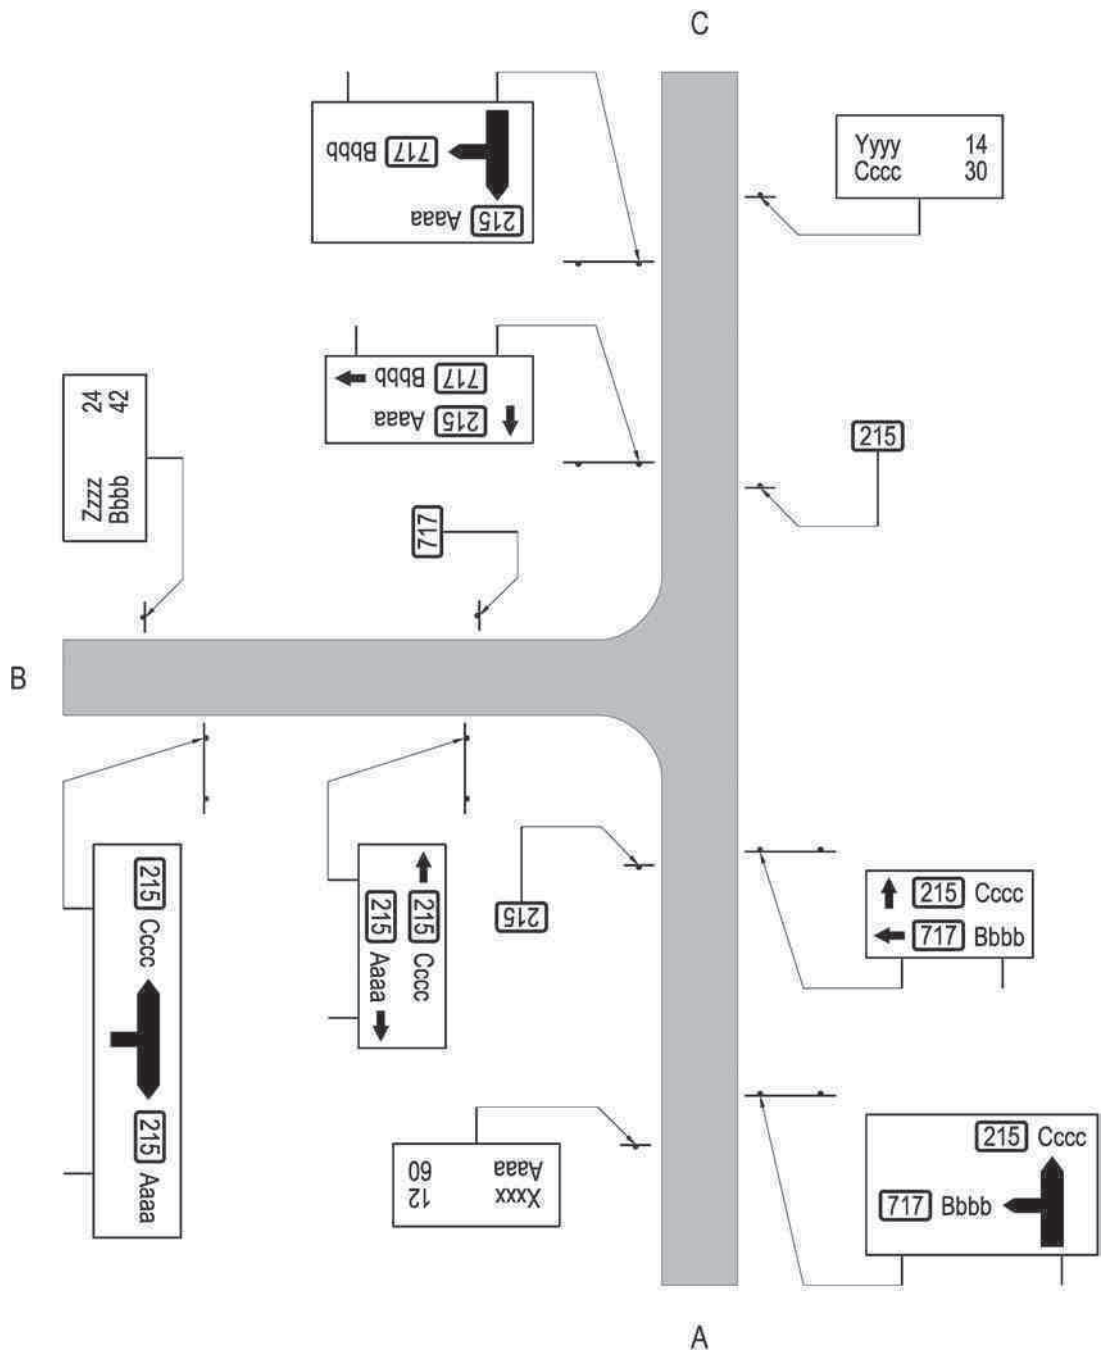 C
717 Bbbb
215 Aaaa
Yyyy 14
Cccc 30
717 Bbbb
215 Aaaa
Zzzz 24
Bbbb 42
215
717
B
215 Cccc
215 Aaaa
215 Cccc
215 Aaaa
215
215 Cccc
717 Bbbb
Xxxx 12
Aaaa 60
215 Cccc
717 Bbbb
A